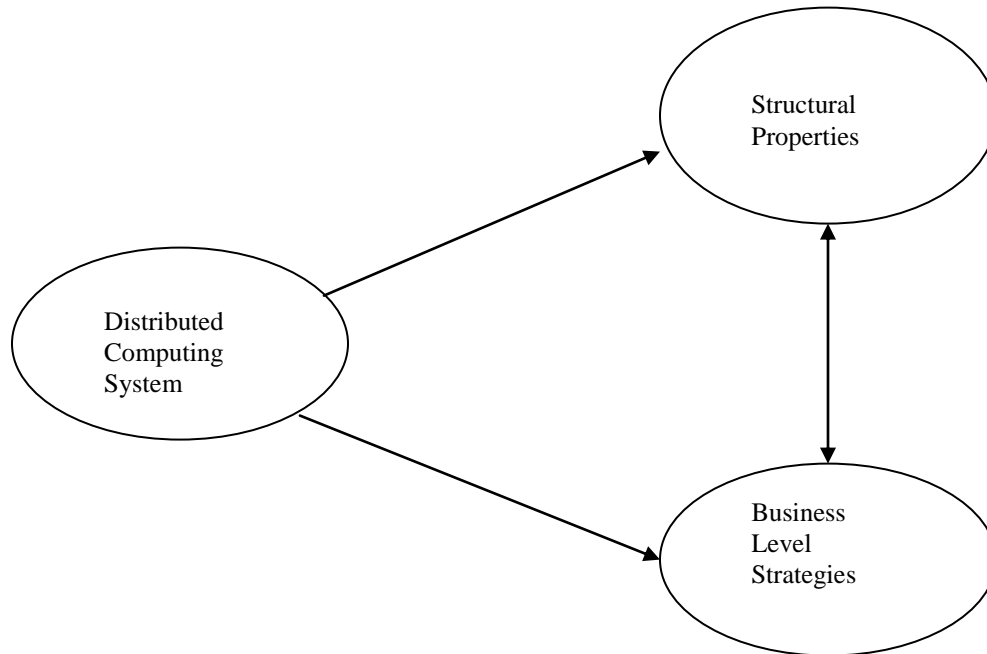 Structural
Properties
Distributed
Computing
System
Business
Level
Strategies